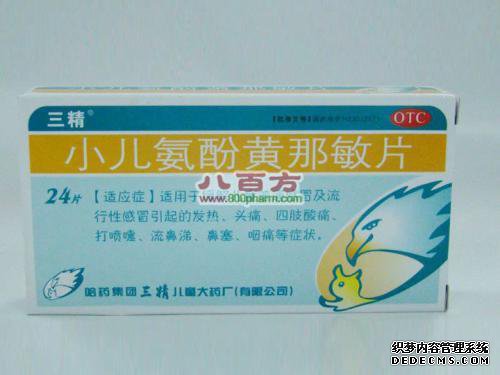 三精®
OTC
小儿氨酚黄那敏片
八百方
www.800pharm.com
24片
【适应症】适用于
冒及流
行性感冒引起的发热、头痛、四肢酸痛、
打喷嚏、流鼻涕、鼻塞、咽痛等症状。
哈药集团三精儿童大药厂(有限公司)
织梦内容管理系统
DEDECMS.COM